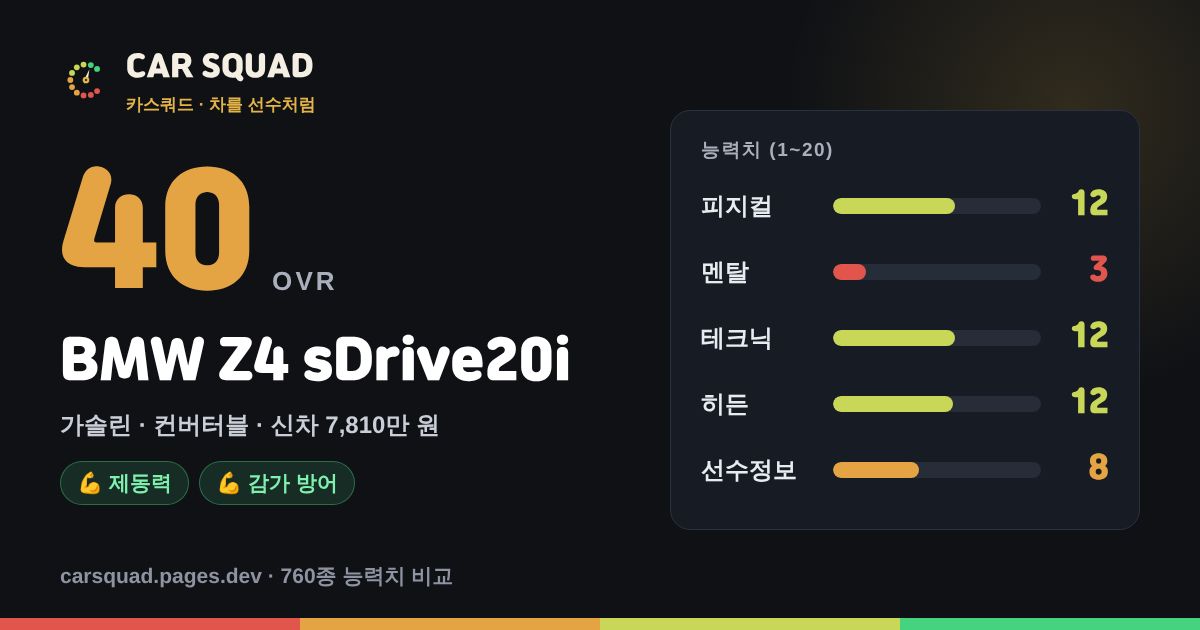 CAR SQUAD
카스쿼드 · 차를 선수처럼
40 OVR
BMW Z4 sDrive20i
가솔린 · 컨버터블 · 신차 7,810만 원
💪 제동력 💪 감가 방어
carsquad.pages.dev · 760종 능력치 비교
능력치 (1~20)
피지컬 12
멘탈 3
테크닉 12
히든 12
선수정보 8